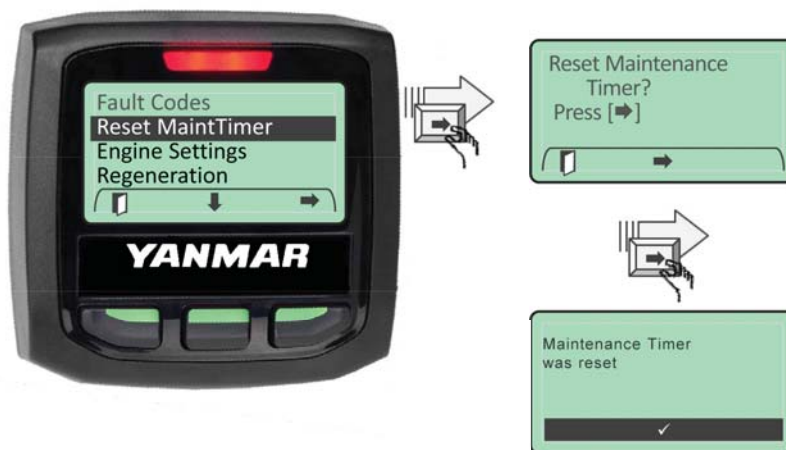 Fault Codes
Reset MaintTimer
Engine Settings
Regeneration
YANMAR
Reset Maintenance
Timer?
Press [➡]
Maintenance Timer
was reset